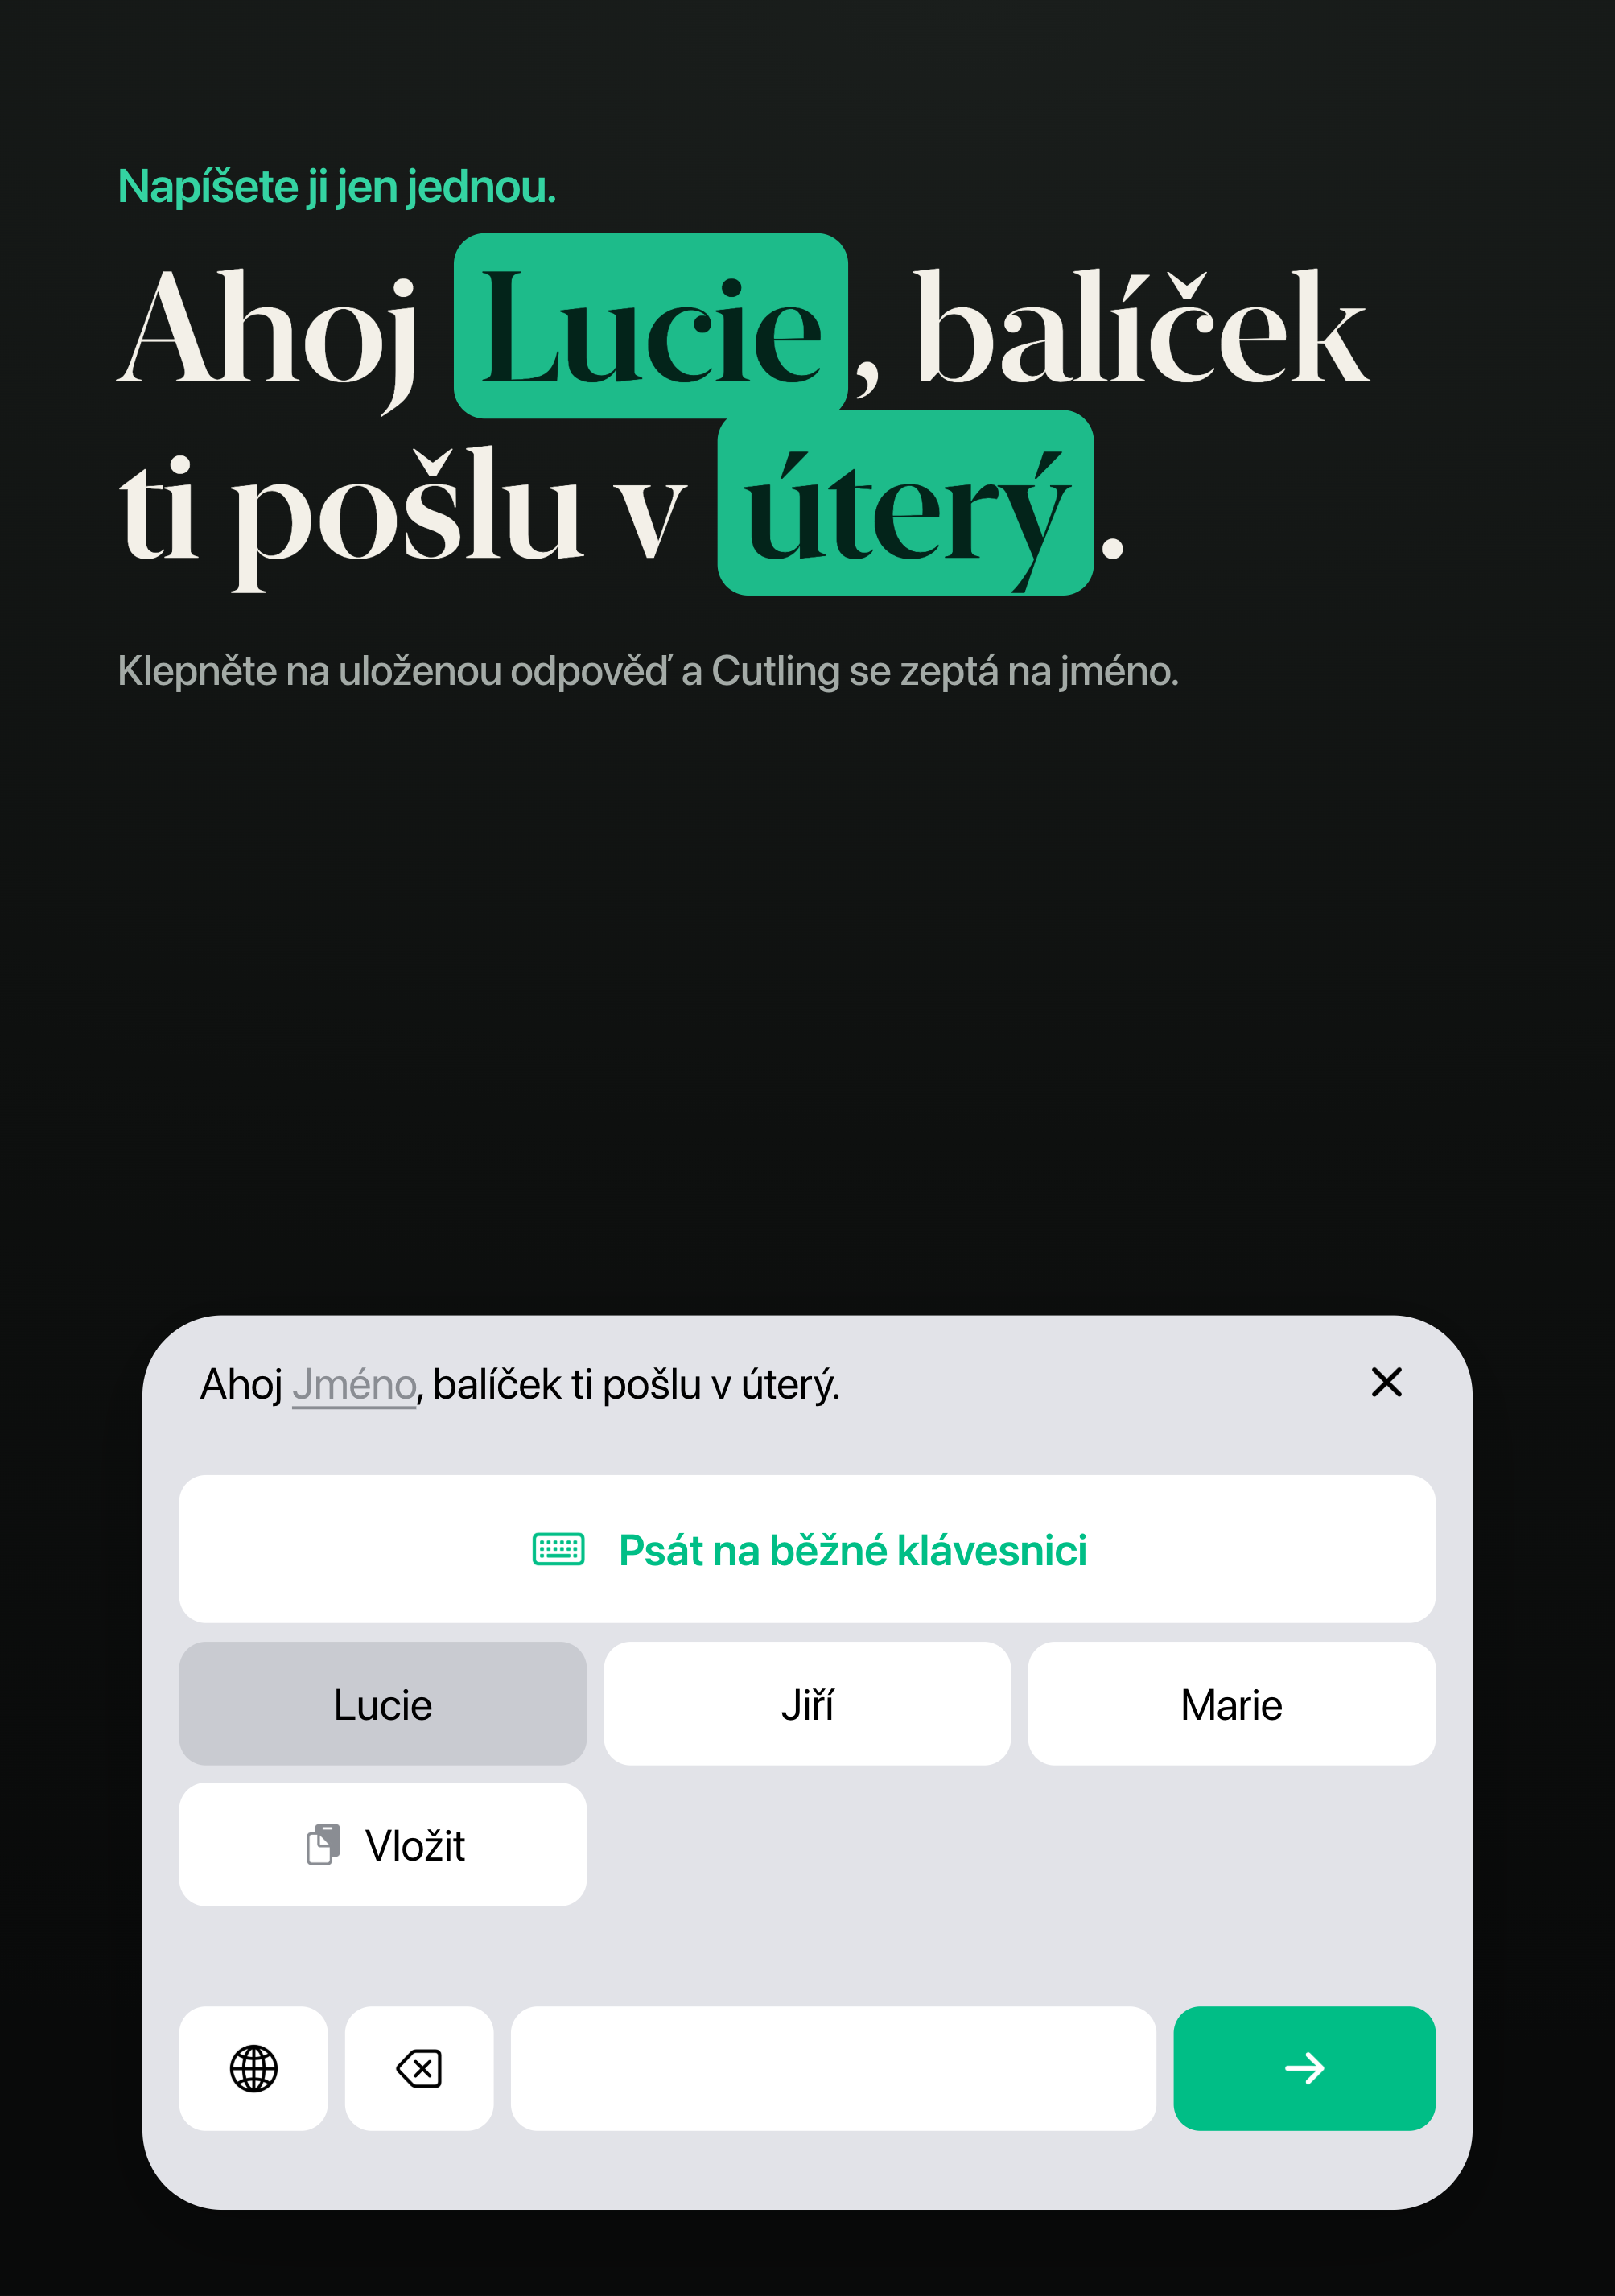 Napíšete ji jen jednou.
Ahoj Lucie, balíček
ti pošlu v úterý.
Klepněte na uloženou odpověď a Cutling se zeptá na jméno.
Ahoj Jméno, balíček ti pošlu v úterý.
Psát na běžné klávesnici
Lucie
Jiří
Marie
Vložit